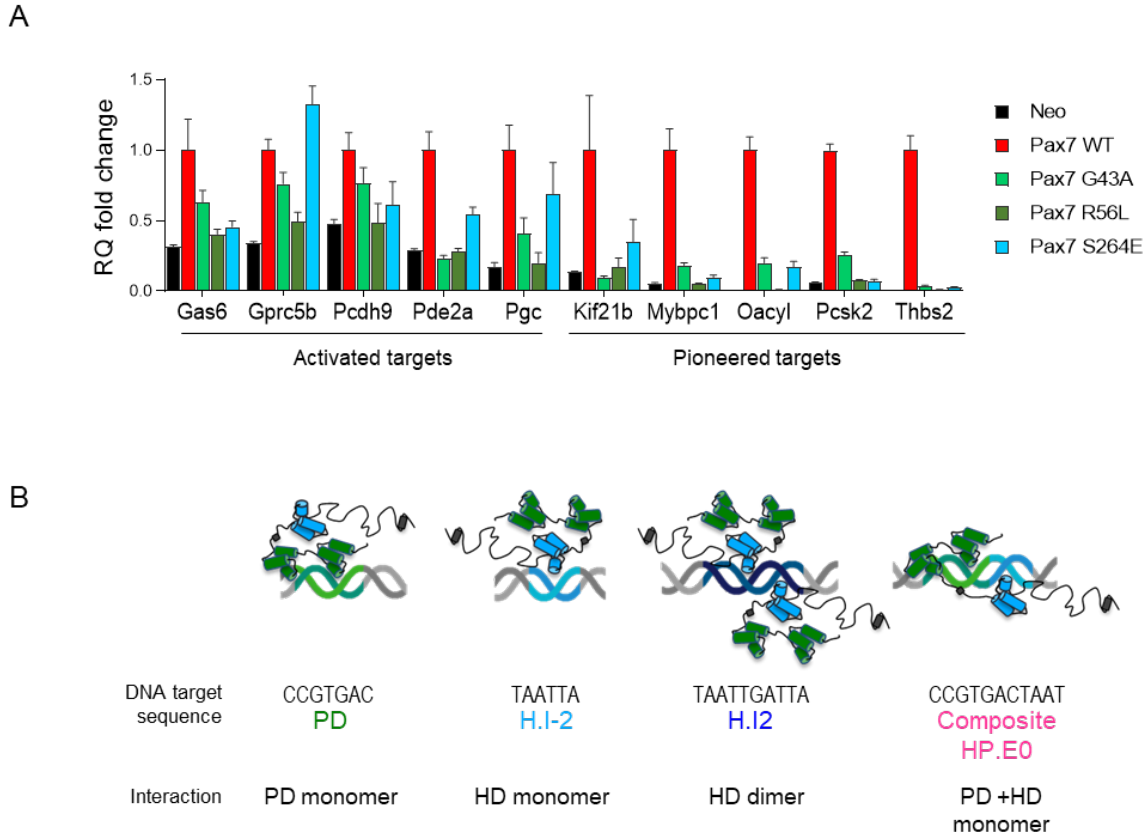 A
RQ fold change
1.5
1.0
0.5
0.0
Neo
Pax7 WT
Pax7 G43A
Pax7 R56L
Pax7 S264E
Gas6 Gprc5b Pcdh9 Pde2a Pgc Kif21b Mybpc1 Oacyl Pcsk2 Thbs2
Activated targets Pioneered targets
B
DNA target sequence
CCGTGAC TAATTA TAATTGATTA CCGTGACTAAT
PD H.I-2 H.I2 Composite
HP.E0
Interaction PD monomer HD monomer HD dimer PD +HD
monomer